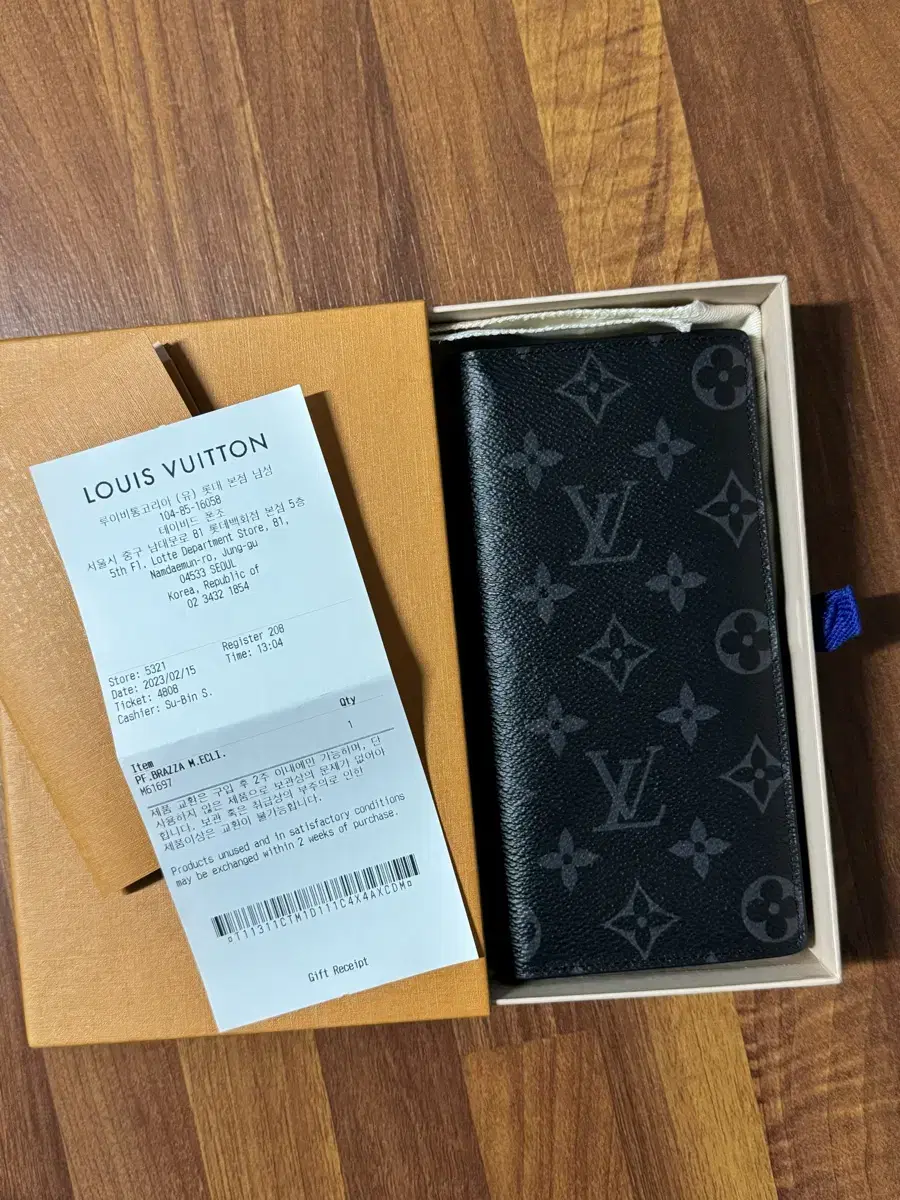 LOUIS VUITTON
루이비통코리아 (유) 롯데 본점 남성
104-85-16058
데이비드 폰조
서울시 중구 남대문로 81 롯데백화점 본점 5층
5th Fl, Lotte Department Store, 81,
Namdaemun-ro, Jung-gu
04533 SEOUL
Korea, Republic of
02 3432 1854
Store: 5321 Register 208
Date: 2023/02/15 Time: 13:04
Ticket: 4808
Cashier: Su-Bin S.
Item Qty
PF.BRAZZA M.ECLI. 1
M61697
제품 교환은 구입 후 2주 이내에만 가능하며, 단
사용하지 않은 제품으로 보관상의 문제가 없어야
합니다. 보관 혹은 취급상의 부주의로 인한
제품이상은 교환이 불가능합니다.
Products unused and in satisfactory conditions
may be exchanged within 2 weeks of purchase.
¤111311CTM1D111C4X4AXCDM¤
Gift Receipt
LV
LV